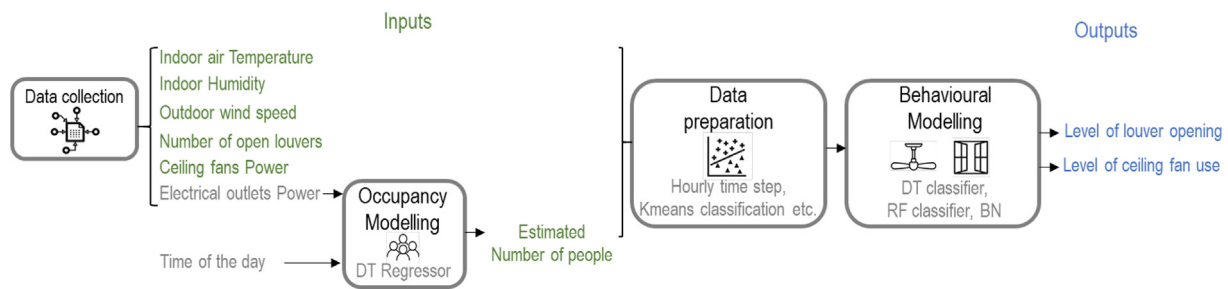 Inputs
Outputs
Data collection
Indoor air Temperature
Indoor Humidity
Outdoor wind speed
Number of open louvers
Ceiling fans Power
Electrical outlets Power
Time of the day
Occupancy
Modelling
DT Regressor
Estimated
Number of people
Data
preparation
Hourly time step,
Kmeans classification etc.
Behavioural
Modelling
DT classifier,
RF classifier, BN
Level of louver opening
Level of ceiling fan use